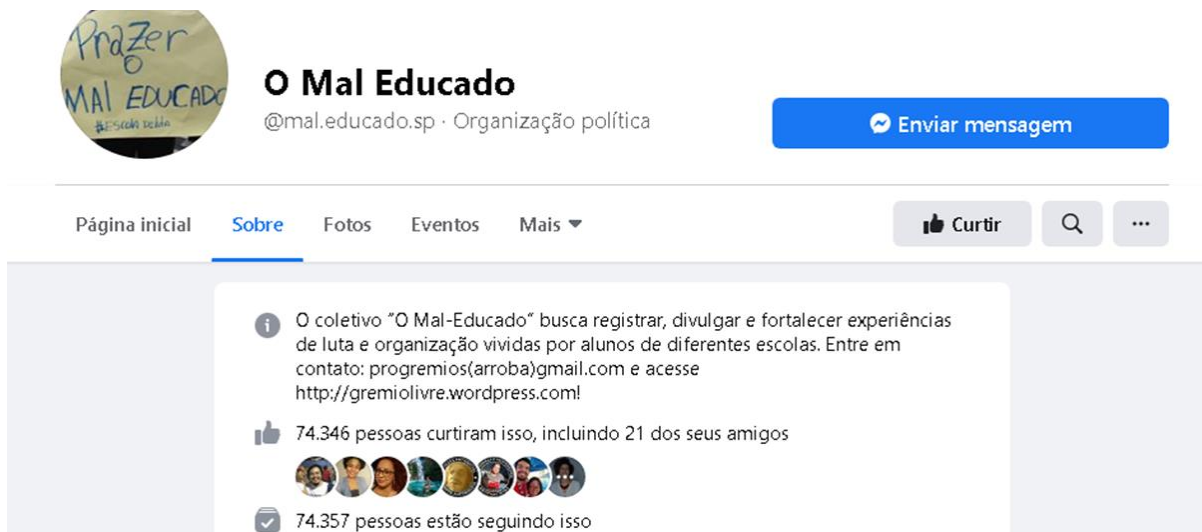 Prazer
O
MAl EDUCADO
O Mal Educado
@mal.educado.sp · Organização política
Enviar mensagem
Página inicial Sobre Fotos Eventos Mais
Curtir
O coletivo "O Mal-Educado" busca registrar, divulgar e fortalecer experiências
de luta e organização vividas por alunos de diferentes escolas. Entre em
contato: progremios(arroba)gmail.com e acesse
http://gremiolivre.wordpress.com!
74.346 pessoas curtiram isso, incluindo 21 dos seus amigos
74.357 pessoas estão seguindo isso